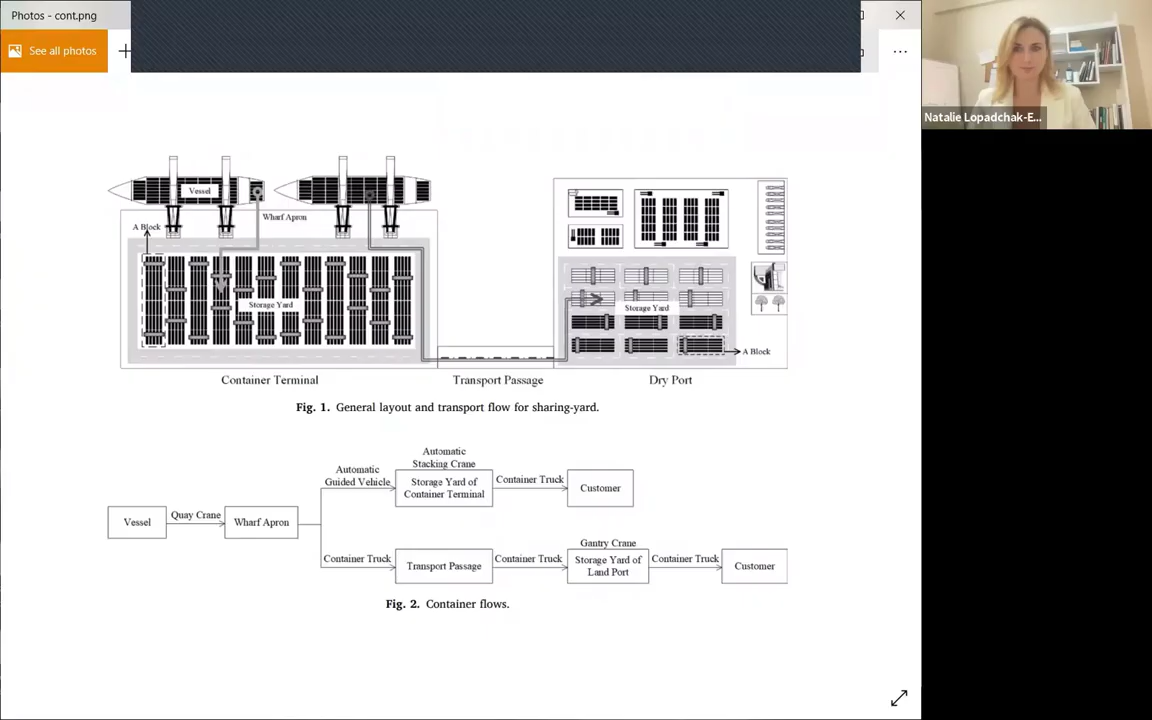 Photos - cont.png
See all photos
Natalie Lopadchak-E...
Vessel
Wharf Apron
A Block
Storage Yard
Storage Yard
A Block
Container Terminal
Transport Passage
Dry Port
Fig. 1. General layout and transport flow for sharing-yard.
Automatic
Stacking Crane
Automatic
Guided Vehicle
Storage Yard of
Container Terminal
Container Truck
Customer
Vessel
Quay Crane
Wharf Apron
Container Truck
Transport Passage
Container Truck
Gantry Crane
Storage Yard of
Land Port
Container Truck
Customer
Fig. 2. Container flows.